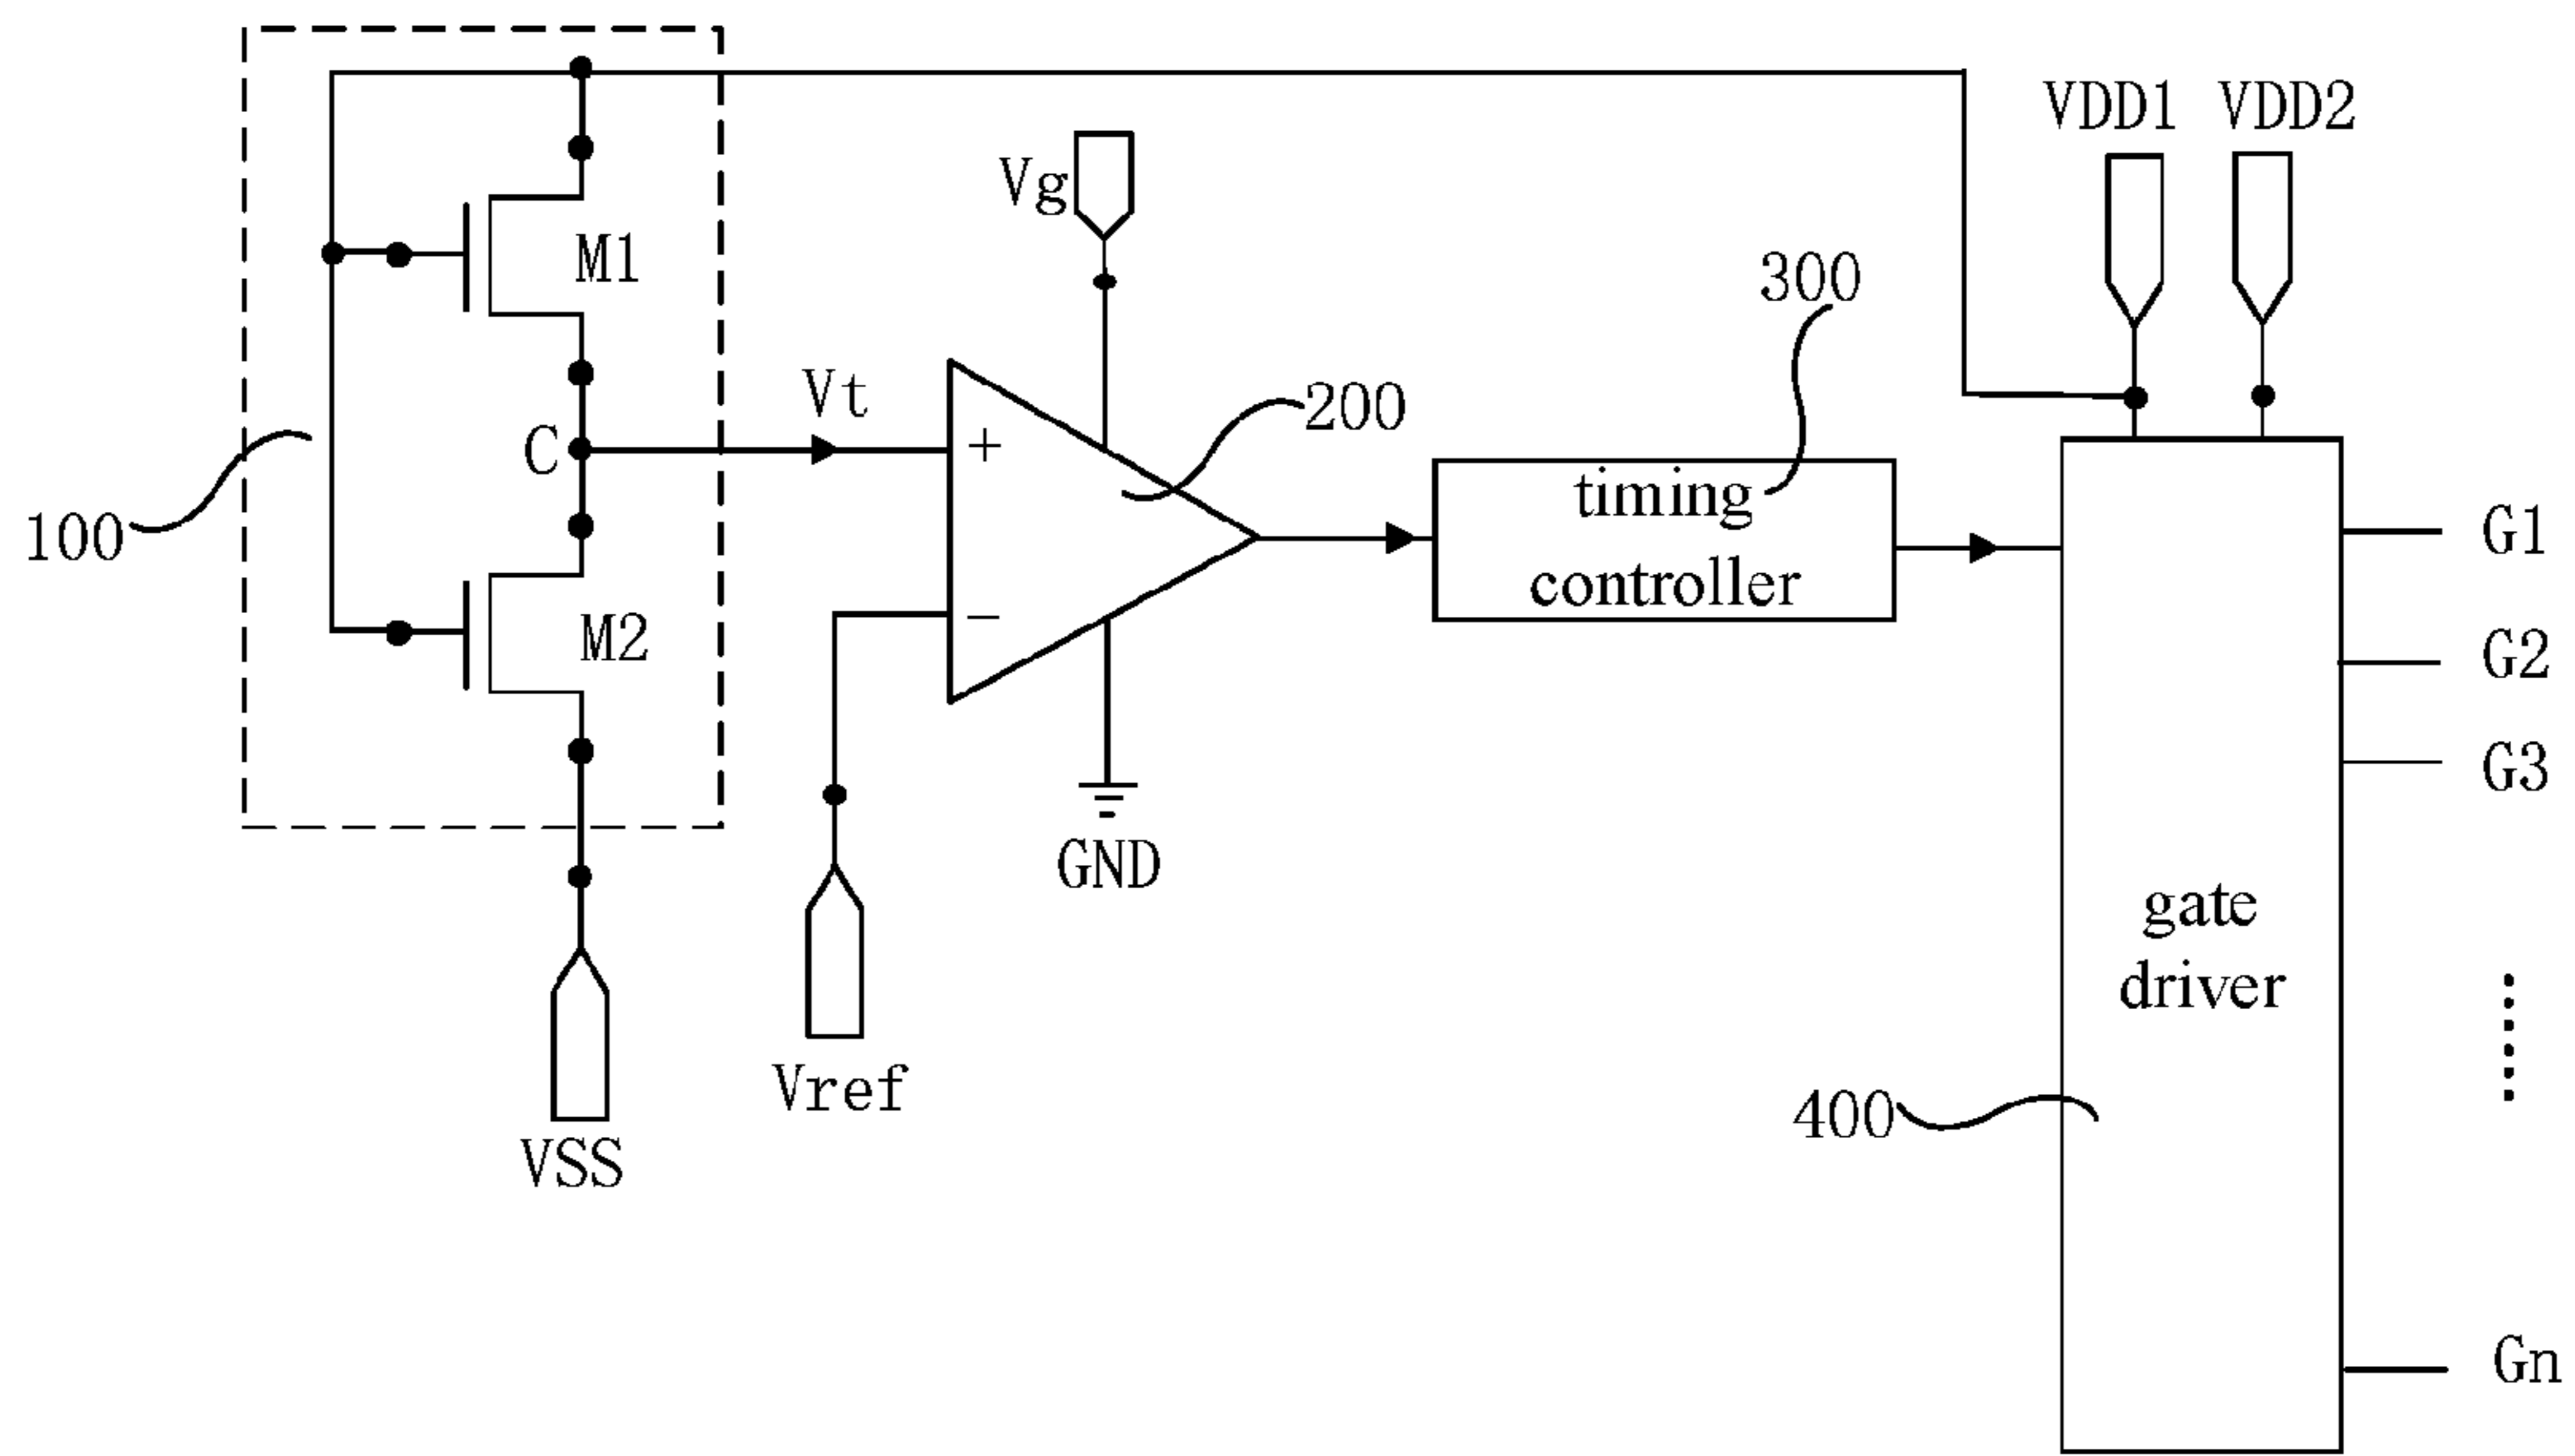 VDD1 VDD2
Vg
M1
300
Vt
200
C
+
100
timing
controller
G1
−
M2
G2
G3
GND
gate
driver
Vref
400
VSS
Gn